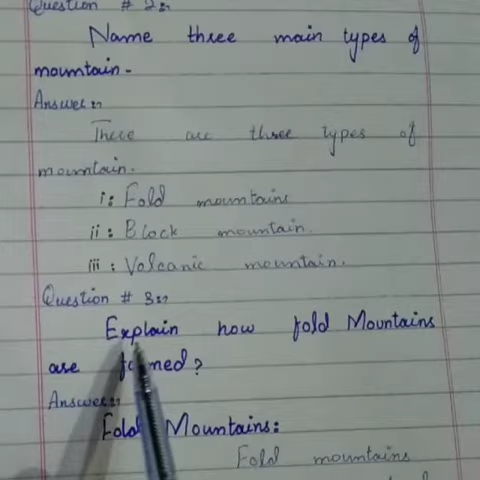 Question # 2:-
Name three main types of
mountain.
Answer:-
There are three types of
mountain.
i: Fold mountains
ii: Block mountain.
iii: Volcanic mountain.
Question # 3:-
Explain how fold Mountains
are formed?
Answer:-
Fold Mountains:
Fold mountains